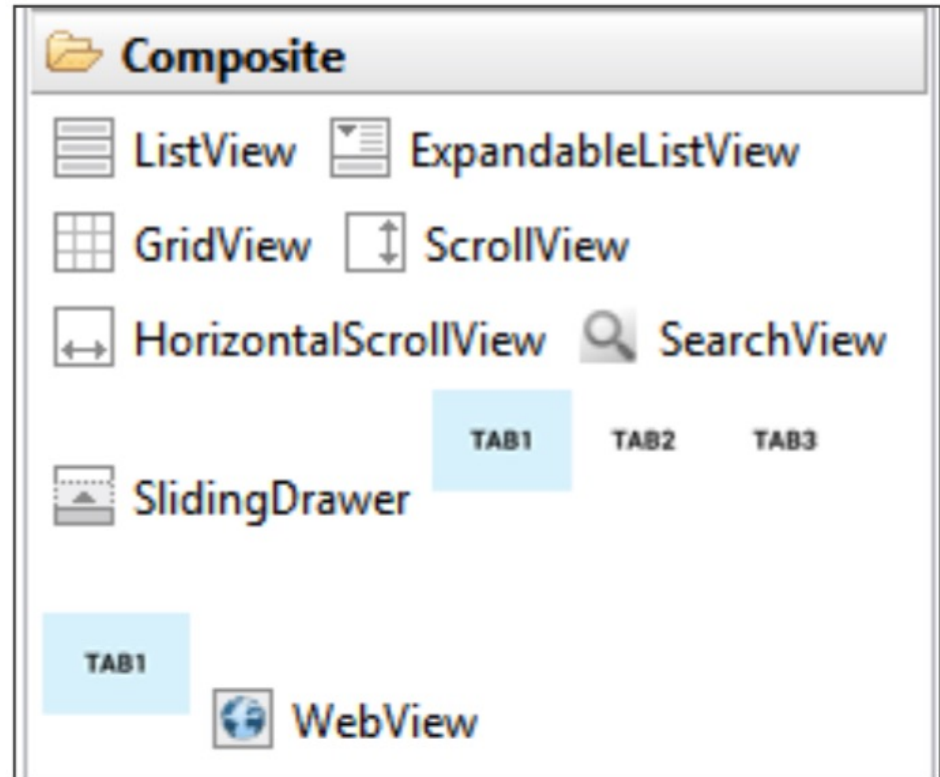 Composite
ListView ExpandableListView
GridView ScrollView
HorizontalScrollView SearchView
TAB1 TAB2 TAB3
SlidingDrawer
TAB1
WebView